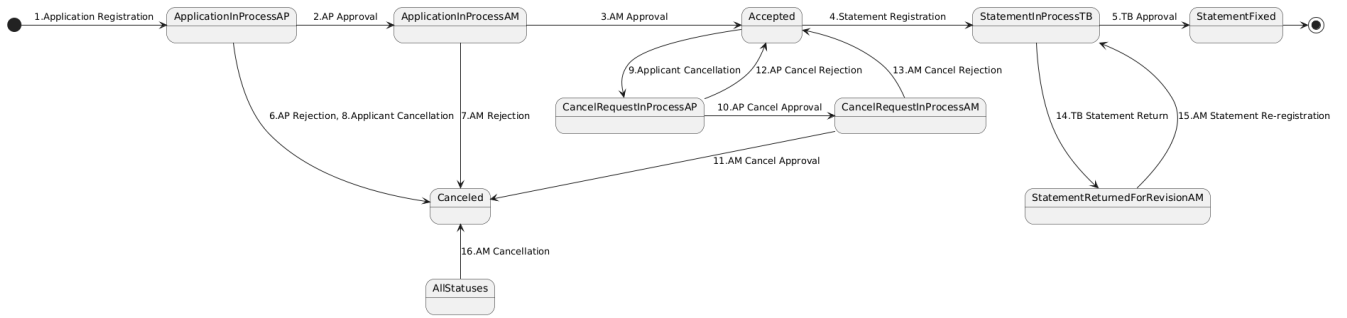 1.Application Registration
ApplicationInProcessAP
2.AP Approval
ApplicationInProcessAM
3.AM Approval
Accepted
4.Statement Registration
StatementInProcessTB
5.TB Approval
StatementFixed
9.Applicant Cancellation
12.AP Cancel Rejection
13.AM Cancel Rejection
CancelRequestInProcessAP
10.AP Cancel Approval
CancelRequestInProcessAM
6.AP Rejection, 8.Applicant Cancellation
7.AM Rejection
14.TB Statement Return
15.AM Statement Re-registration
11.AM Cancel Approval
Canceled
StatementReturnedForRevisionAM
16.AM Cancellation
AllStatuses